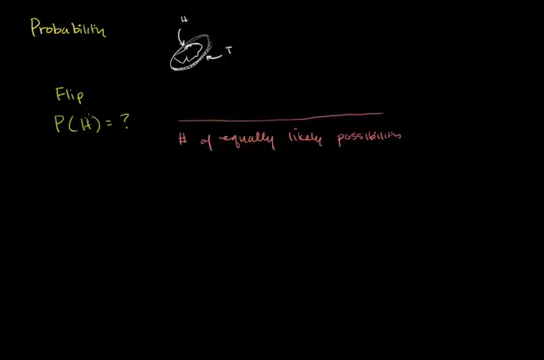 Probability
H
T
Flip
P(H) = ?
# of equally likely possibilities